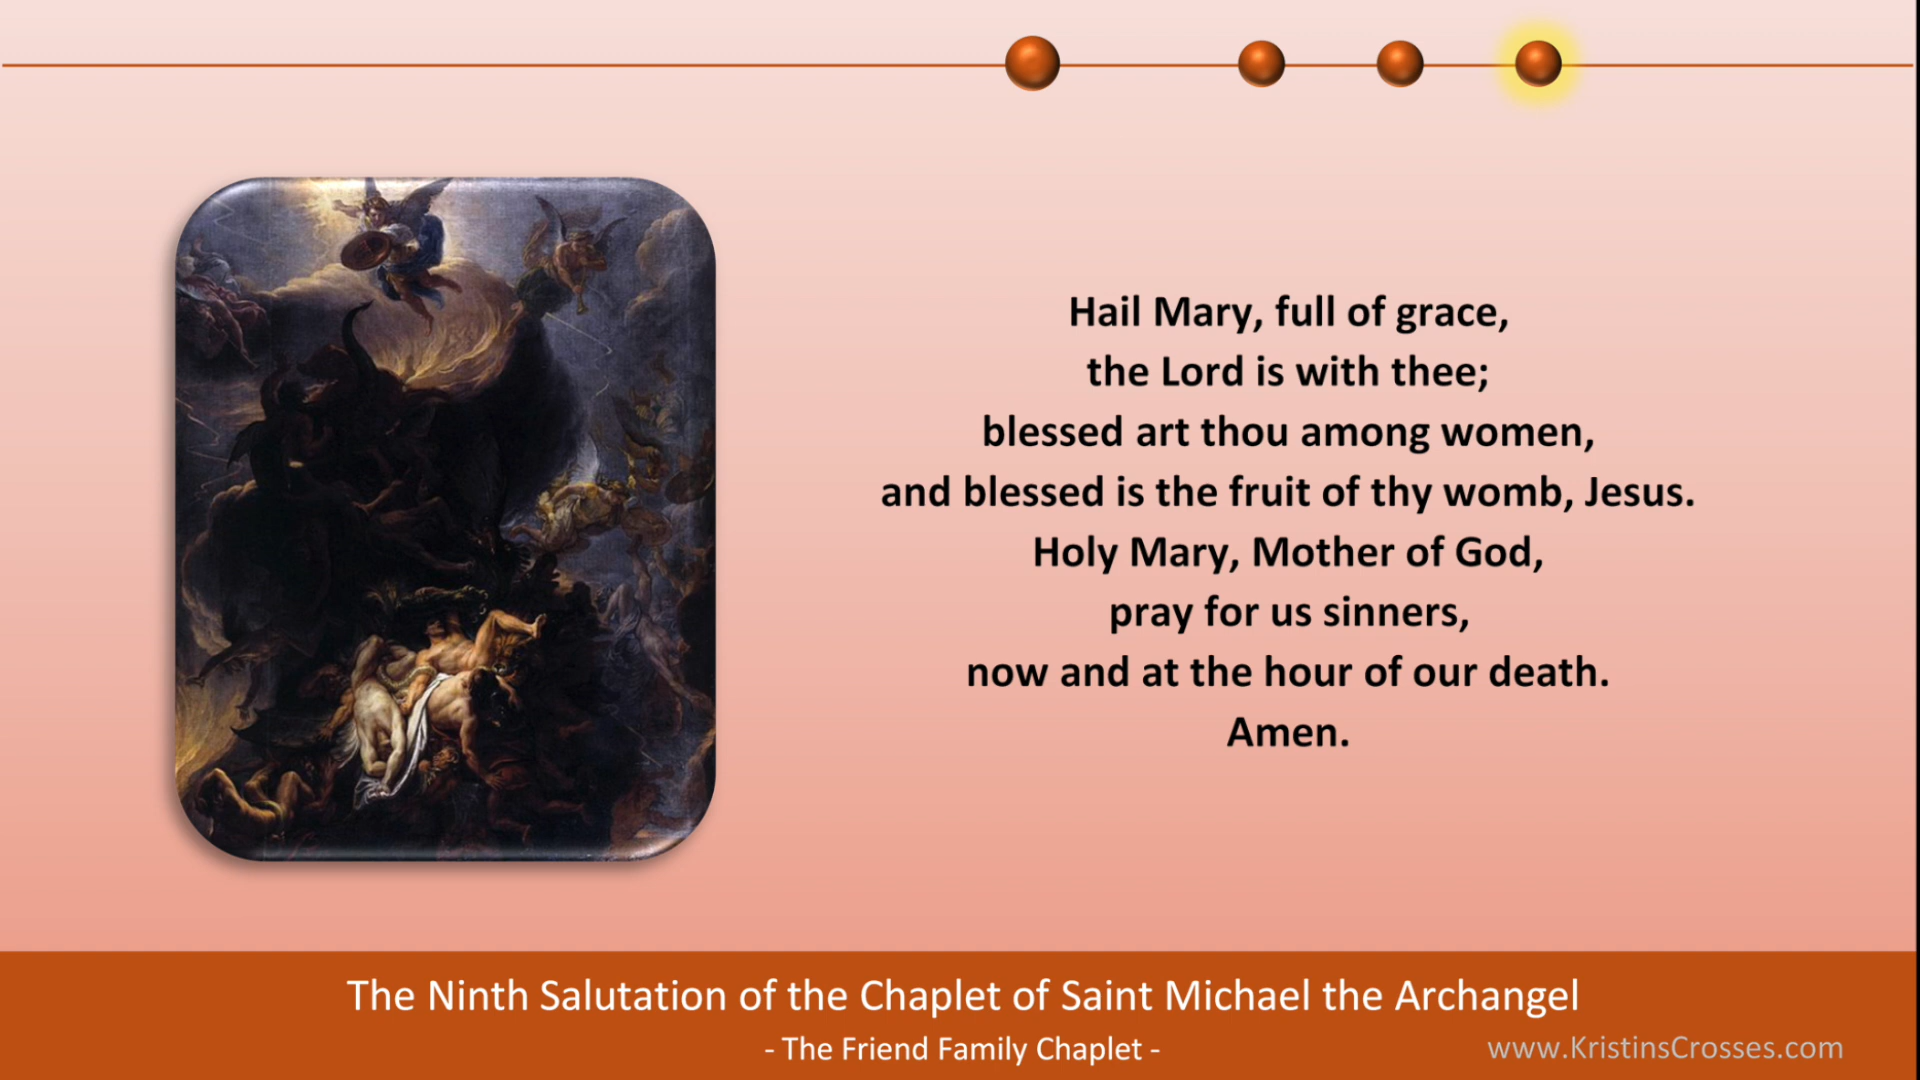 Hail Mary, full of grace,
the Lord is with thee;
blessed art thou among women,
and blessed is the fruit of thy womb, Jesus.
Holy Mary, Mother of God,
pray for us sinners,
now and at the hour of our death.
Amen.
The Ninth Salutation of the Chaplet of Saint Michael the Archangel
- The Friend Family Chaplet -
www.KristinsCrosses.com